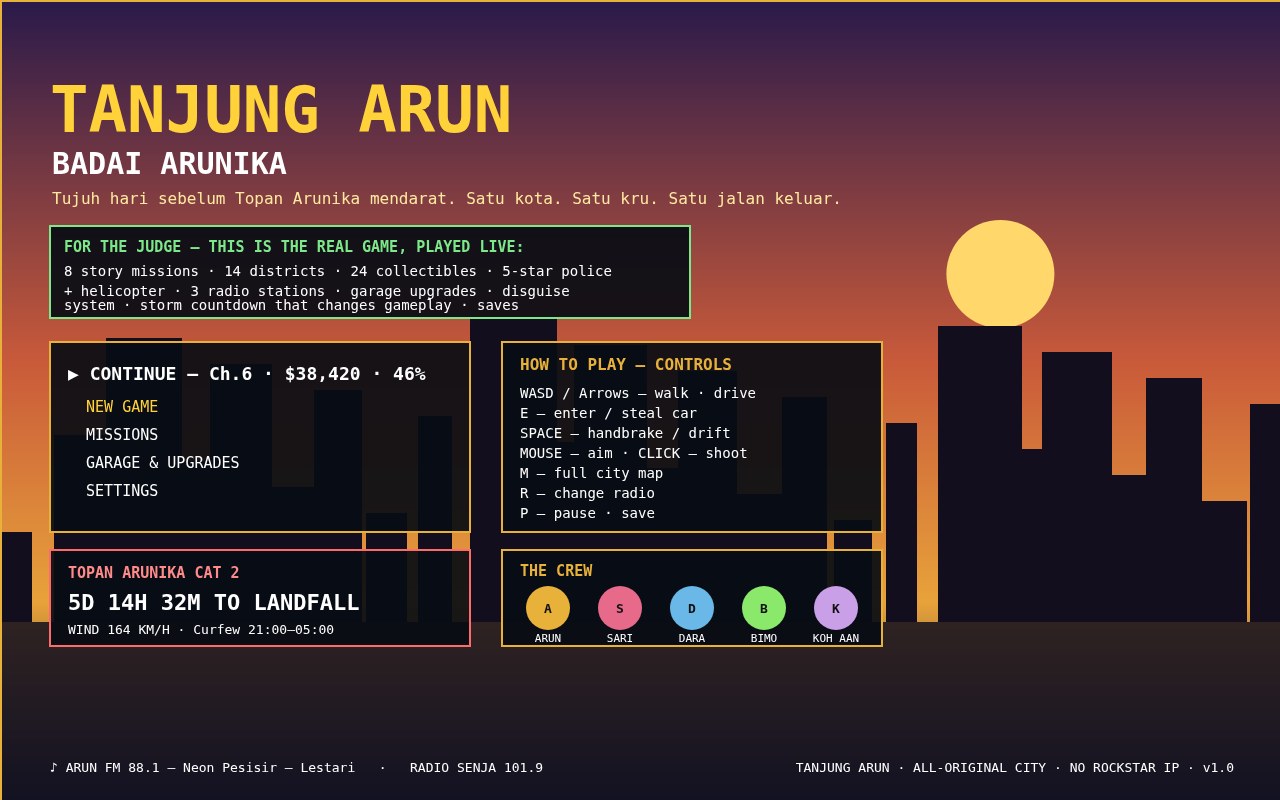 TANJUNG ARUN
BADAI ARUNIKA
Tujuh hari sebelum Topan Arunika mendarat. Satu kota. Satu kru. Satu jalan keluar.
FOR THE JUDGE — THIS IS THE REAL GAME, PLAYED LIVE:
8 story missions · 14 districts · 24 collectibles · 5-star police
+ helicopter · 3 radio stations · garage upgrades · disguise
system · storm countdown that changes gameplay · saves
▶ CONTINUE — Ch.6 · $38,420 · 46%
NEW GAME
MISSIONS
GARAGE & UPGRADES
SETTINGS
HOW TO PLAY — CONTROLS
WASD / Arrows — walk · drive
E — enter / steal car
SPACE — handbrake / drift
MOUSE — aim · CLICK — shoot
M — full city map
R — change radio
P — pause · save
TOPAN ARUNIKA CAT 2
5D 14H 32M TO LANDFALL
WIND 164 KM/H · Curfew 21:00–05:00
THE CREW
A S D B K
ARUN SARI DARA BIMO KOH AAN
♪ ARUN FM 88.1 — Neon Pesisir — Lestari · RADIO SENJA 101.9
TANJUNG ARUN · ALL-ORIGINAL CITY · NO ROCKSTAR IP · v1.0